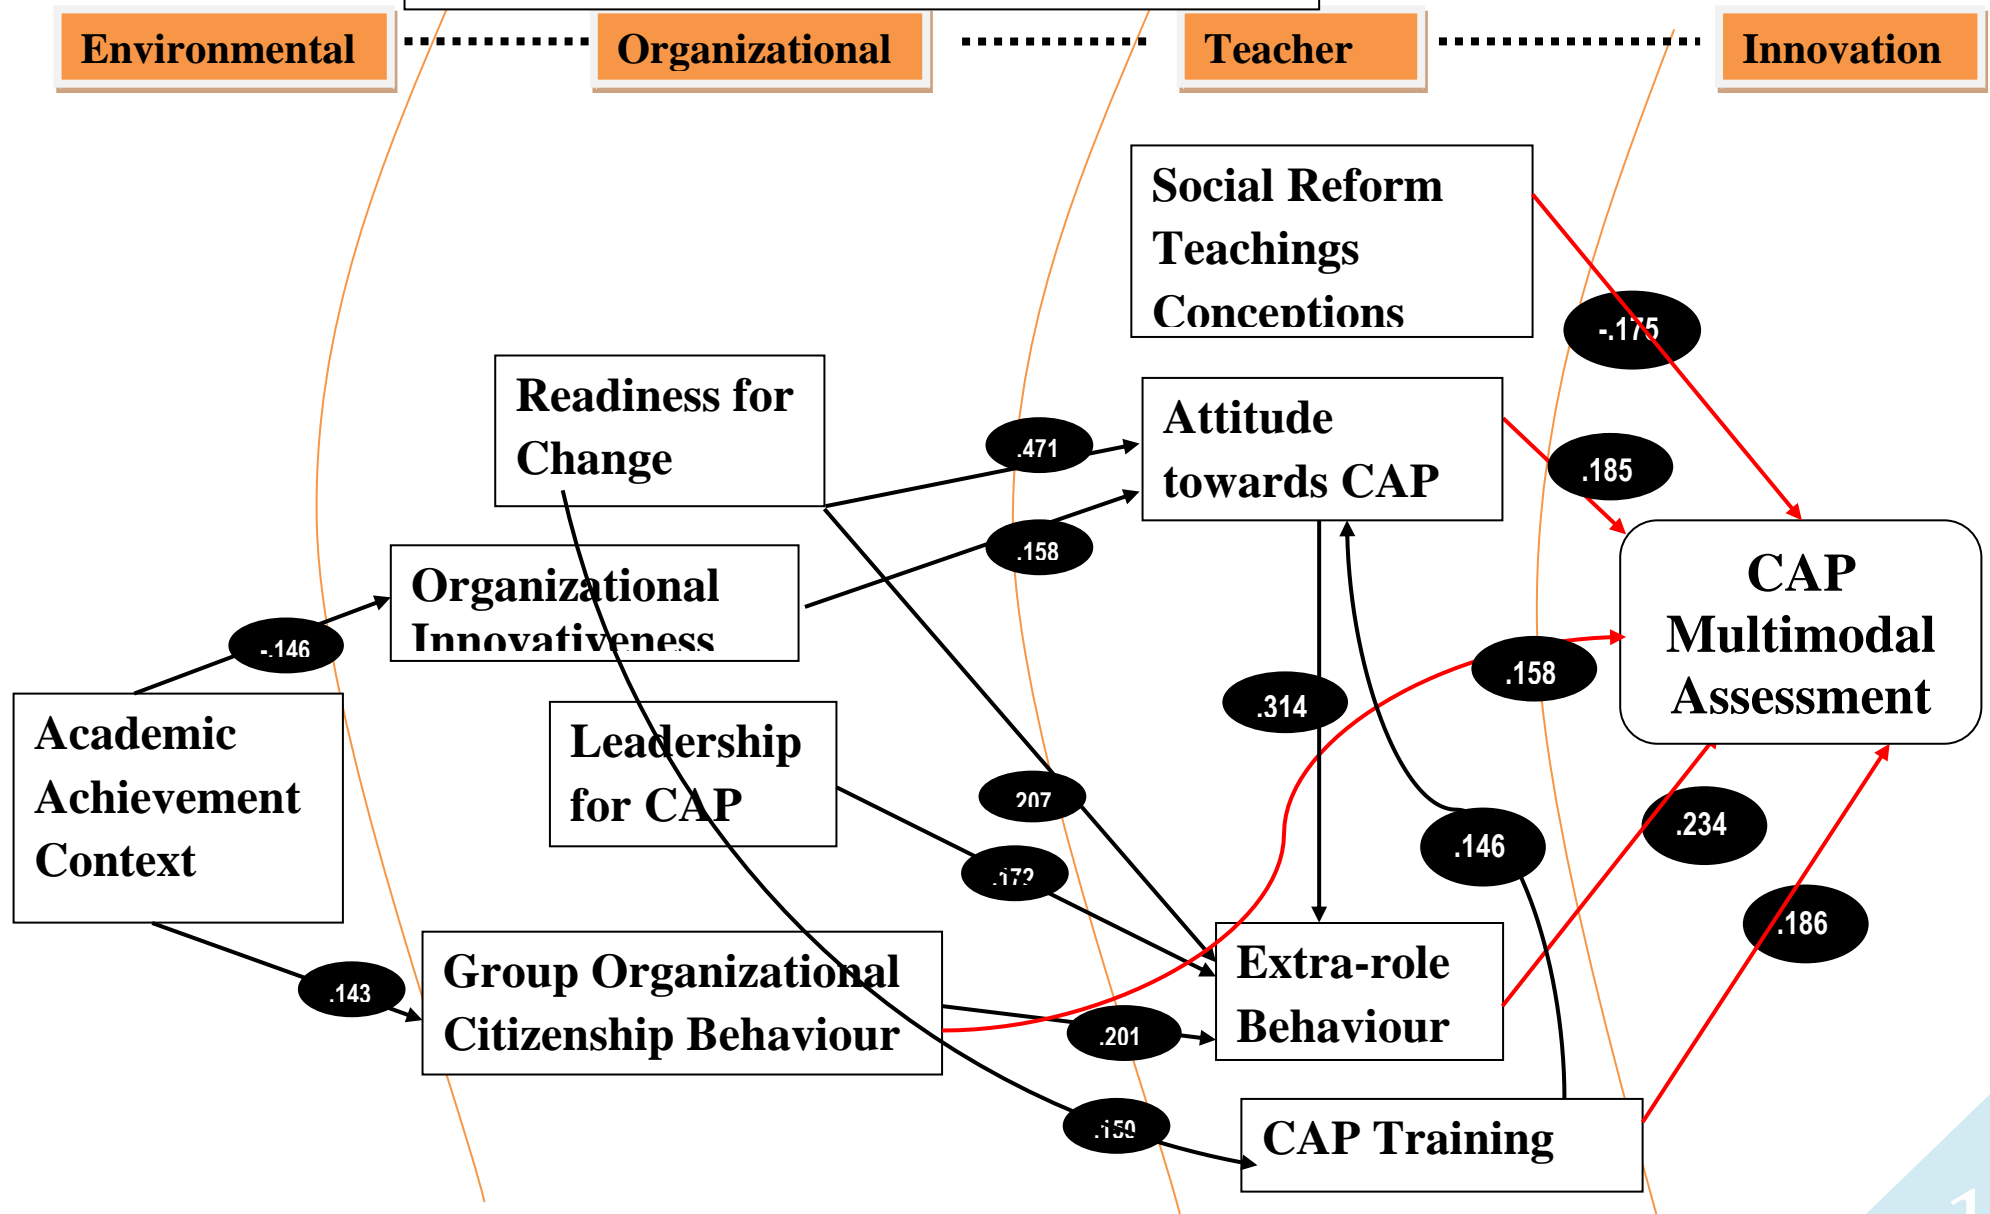 Environmental
Organizational
Teacher
Innovation
Social Reform
Teachings
Conceptions
-.175
Readiness for
Change
.471
Attitude
towards CAP
.185
.158
Organizational
Innovativeness
-.146
CAP
Multimodal
Assessment
.158
.314
Academic
Achievement
Context
Leadership
for CAP
.207
.172
.146
.234
.186
Group Organizational
Citizenship Behaviour
.143
.201
Extra-role
Behaviour
CAP Training
1